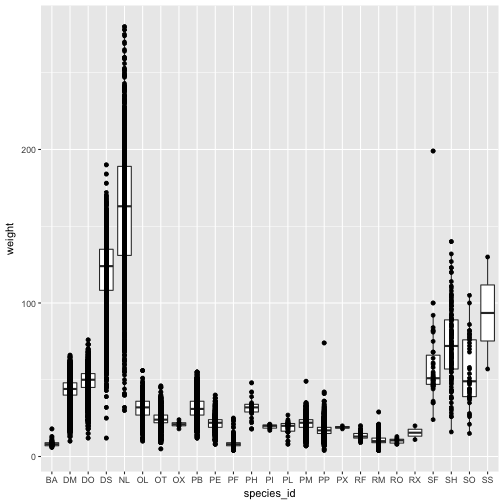 weight
200
100
0
BA DM DO DS NL OL OT OX PB PE PF PH PI PL PM PP PX RF RM RO RX SF SH SO SS
species_id